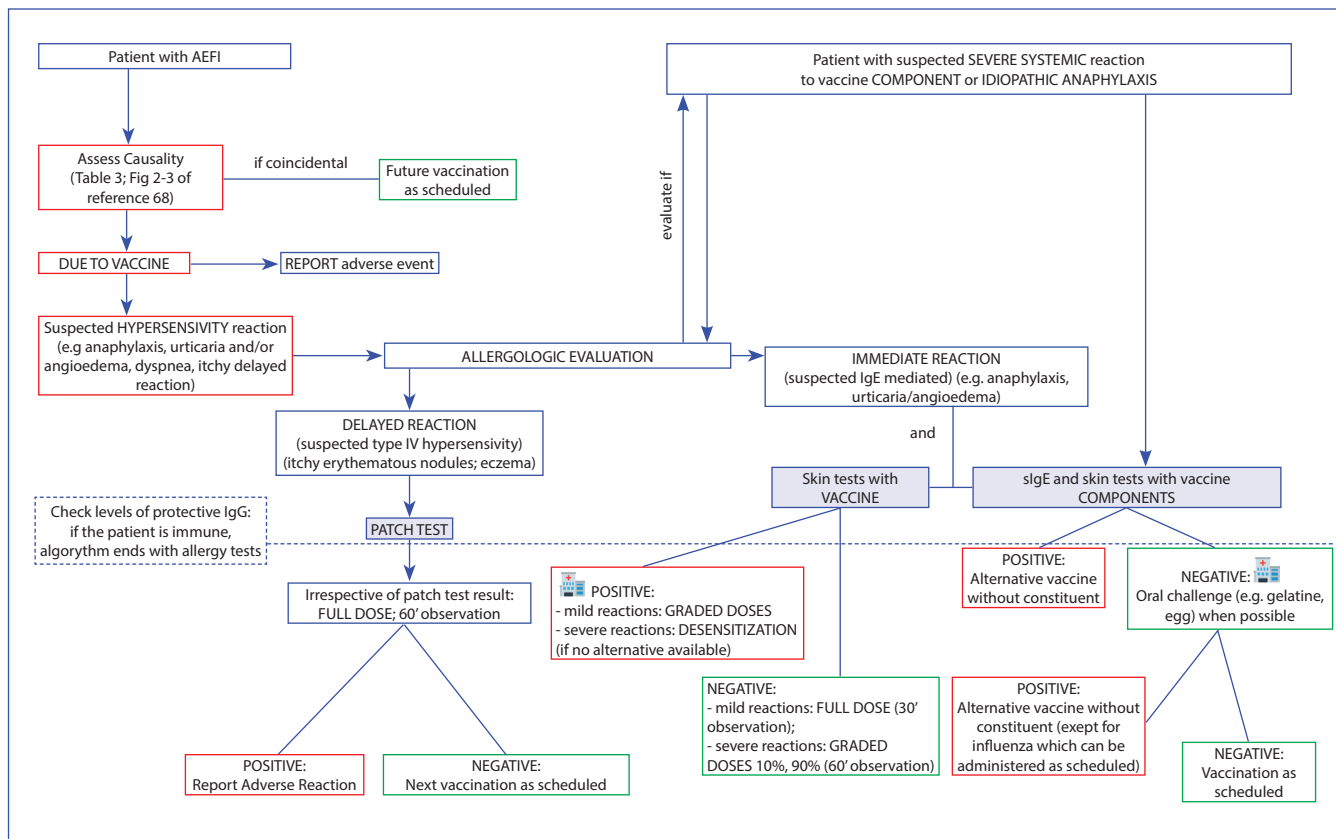 Patient with AEFI
Patient with suspected SEVERE SYSTEMIC reaction
to vaccine COMPONENT or IDIOPATHIC ANAPHYLAXIS
Assess Causality
(Table 3; Fig 2-3 of
reference 68)
if coincidental
Future vaccination
as scheduled
evaluate if
DUE TO VACCINE
REPORT adverse event
Suspected HYPERSENSIVITY reaction
(e.g anaphylaxis, urticaria and/or
angioedema, dyspnea, itchy delayed
reaction)
ALLERGOLOGIC EVALUATION
IMMEDIATE REACTION
(suspected IgE mediated) (e.g. anaphylaxis,
urticaria/angioedema)
DELAYED REACTION
(suspected type IV hypersensivity)
(itchy erythematous nodules; eczema)
and
Skin tests with
VACCINE
sIgE and skin tests with vaccine
COMPONENTS
Check levels of protective IgG:
if the patient is immune,
algorythm ends with allergy tests
PATCH TEST
Irrespective of patch test result:
FULL DOSE; 60’ observation
POSITIVE:
- mild reactions: GRADED DOSES
- severe reactions: DESENSITIZATION
(if no alternative available)
POSITIVE:
Alternative vaccine
without constituent
NEGATIVE:
Oral challenge (e.g. gelatine,
egg) when possible
NEGATIVE:
- mild reactions: FULL DOSE (30’
observation);
- severe reactions: GRADED
DOSES 10%, 90% (60’ observation)
POSITIVE:
Alternative vaccine without
constituent (exept for
influenza which can be
administered as scheduled)
NEGATIVE:
Vaccination as
scheduled
POSITIVE:
Report Adverse Reaction
NEGATIVE:
Next vaccination as scheduled